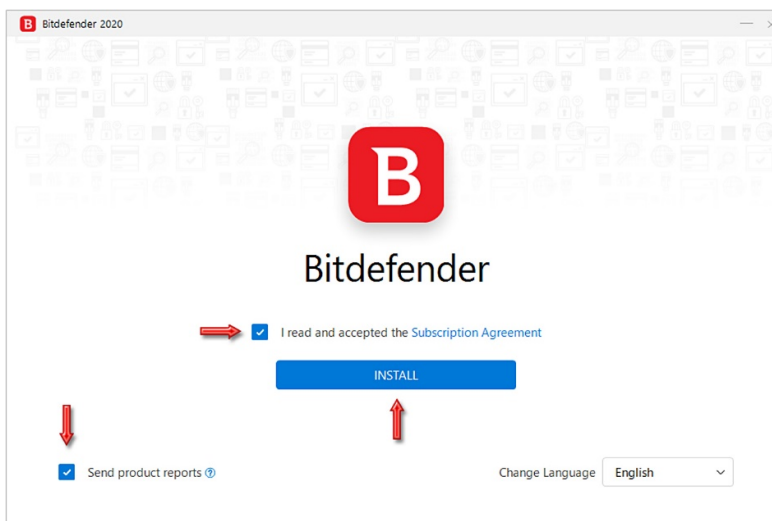 Bitdefender 2020
B
Bitdefender
I read and accepted the Subscription Agreement
INSTALL
Send product reports
Change Language English